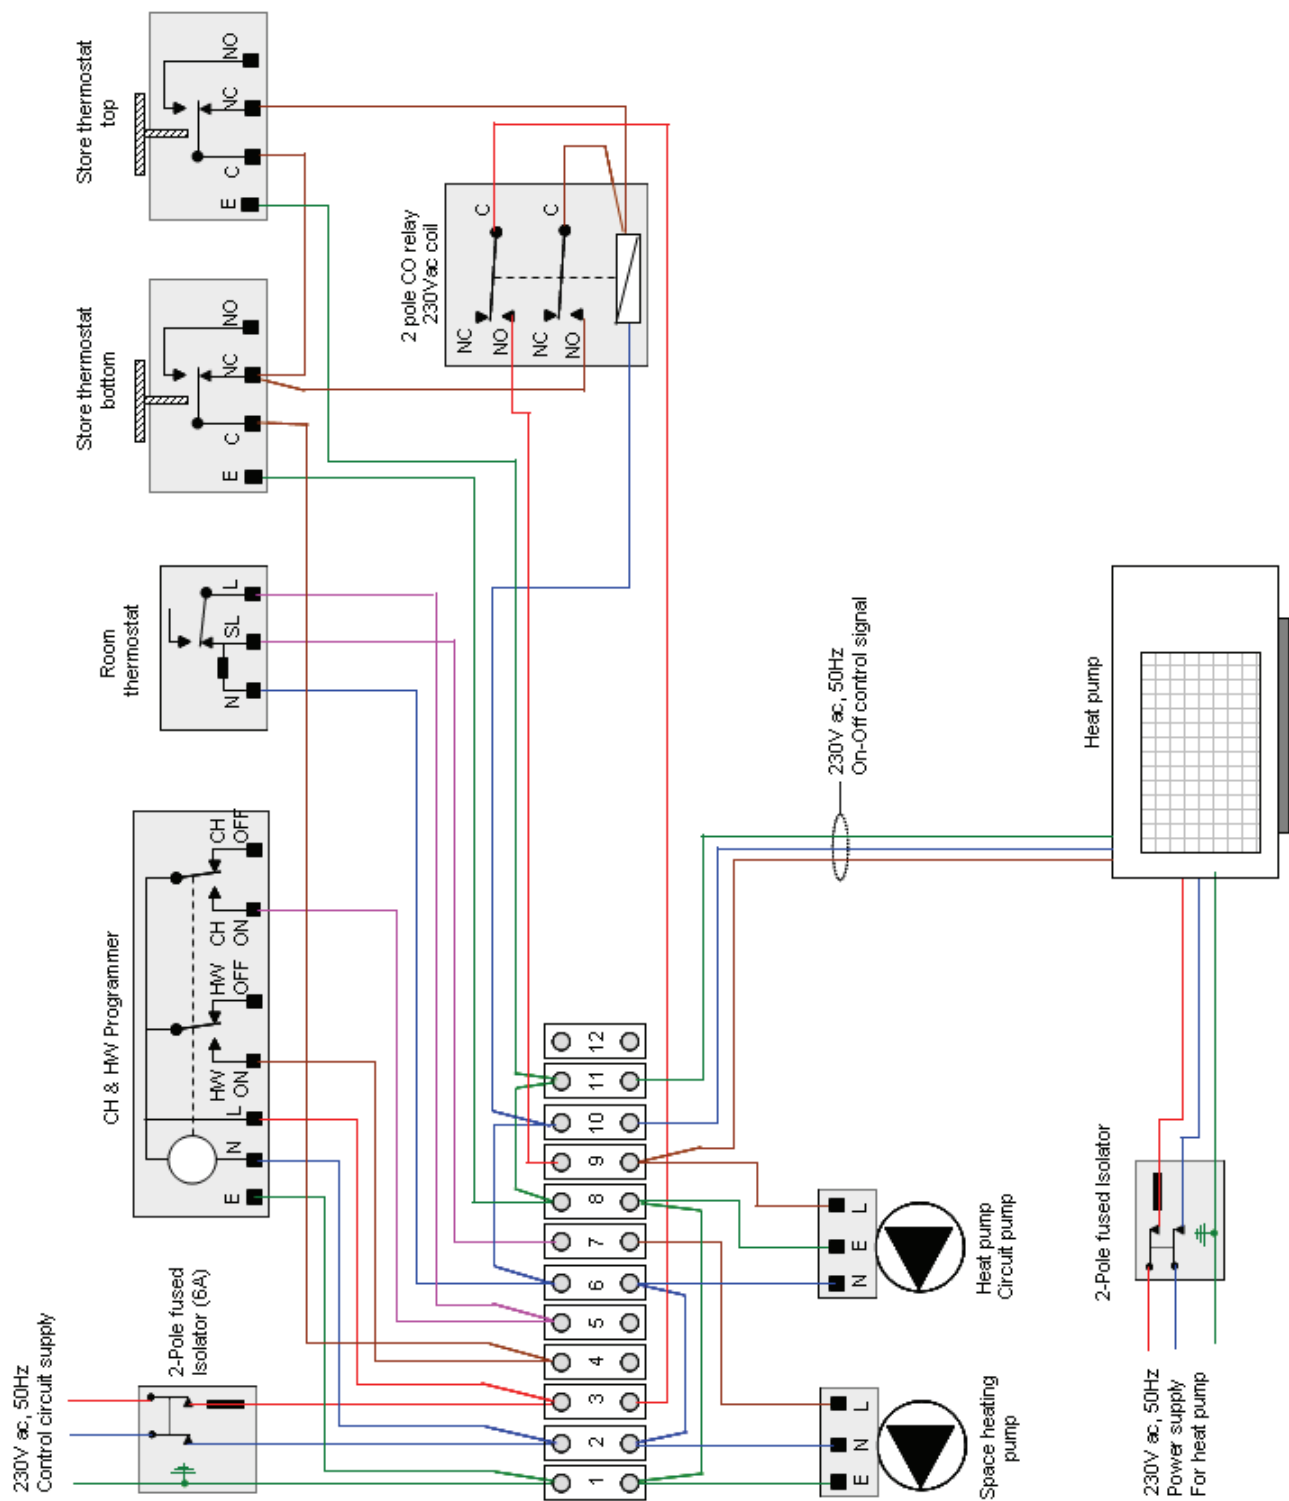 230V ac, 50Hz
Control circuit supply
2-Pole fused
Isolator (6A)
CH & HW Programmer
E
N
L
HW
ON
HW
OFF
CH
ON
CH
OFF
Room
thermostat
N
SL
L
Store thermostat
bottom
E
C
NC
NO
Store thermostat
top
E
C
NC
NO
2 pole CO relay
230Vac coil
NC
NO
C
NC
NO
C
1
2
3
4
5
6
7
8
9
10
11
12
E
N
L
Space heating
pump
N
E
L
Heat pump
Circuit pump
230V ac, 50Hz
On-Off control signal
Heat pump
2-Pole fused Isolator
230V ac, 50Hz
Power supply
For heat pump